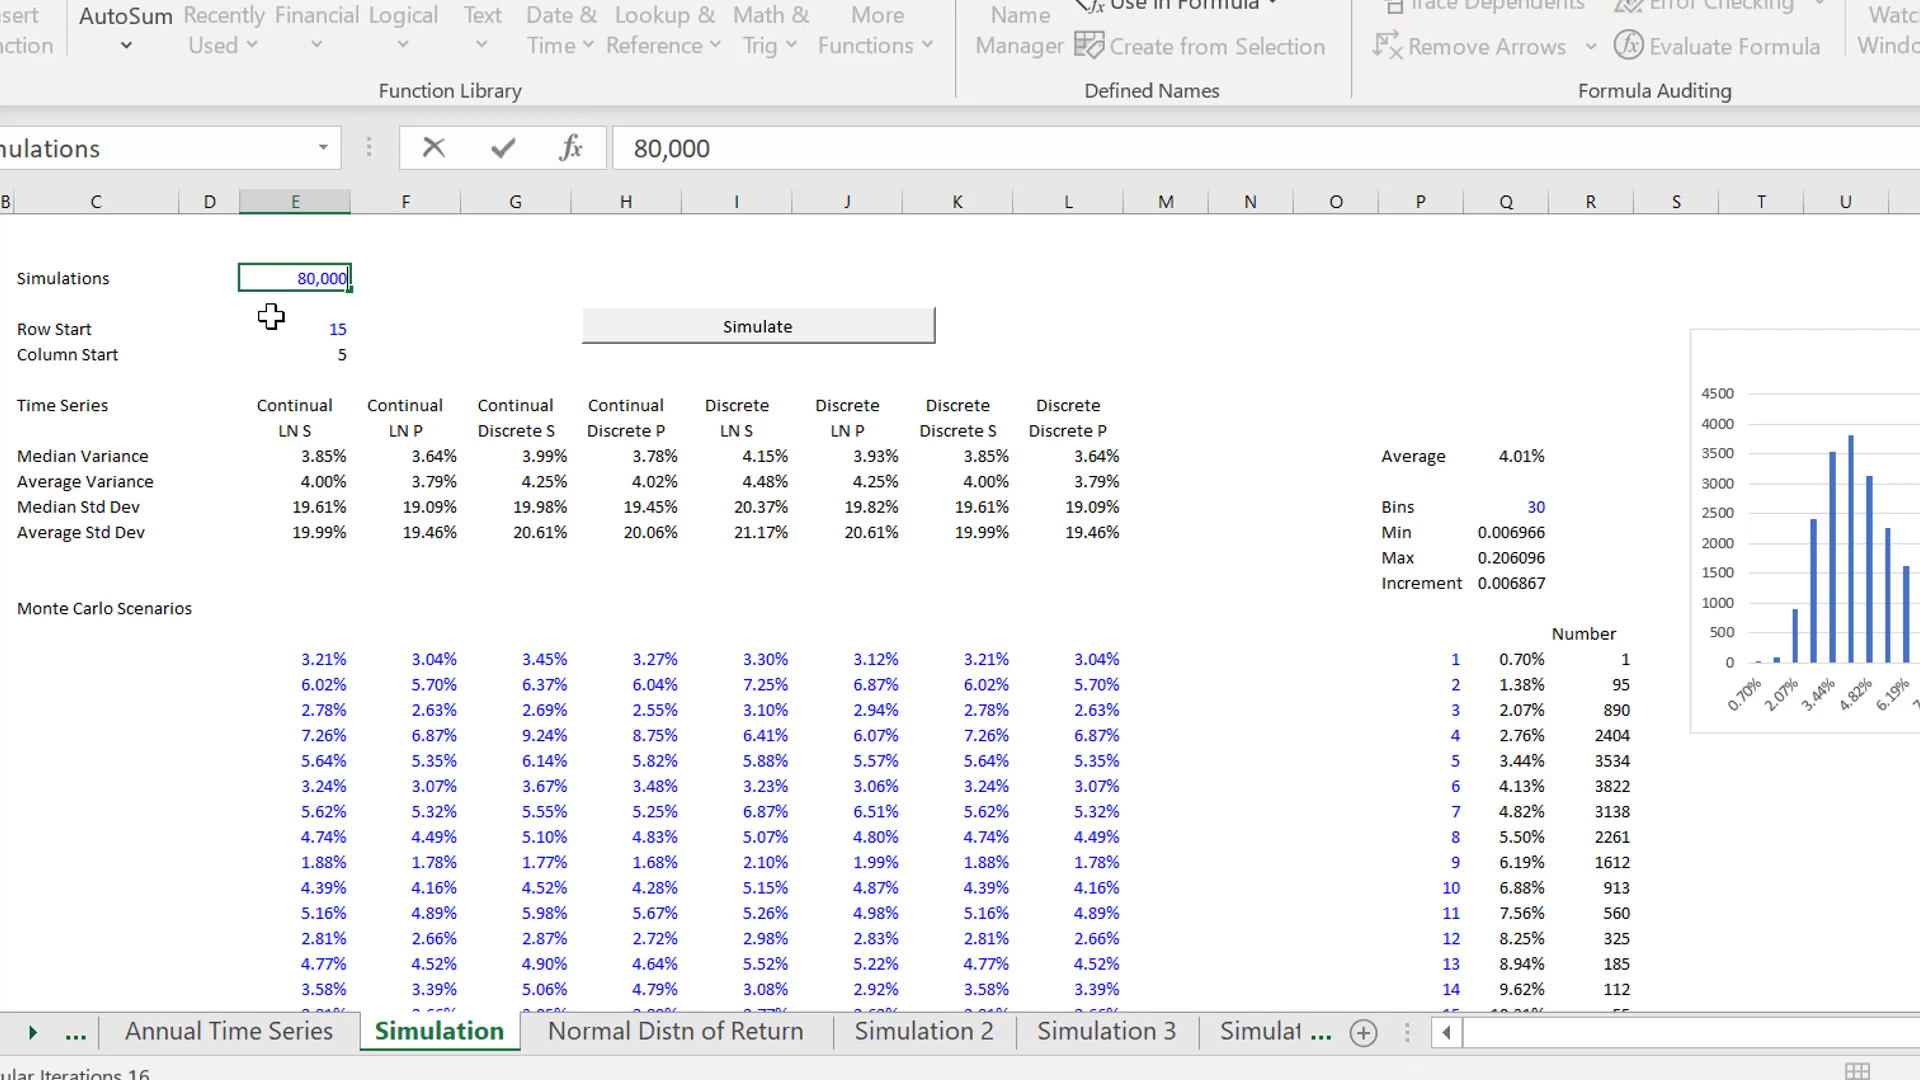 AutoSum
Recently Used
Financial
Logical
Text
Date & Time
Lookup & Reference
Math & Trig
More Functions
Name Manager
Use in Formula
Create from Selection
Trace Dependents
Remove Arrows
Error Checking
Evaluate Formula
Function Library
Defined Names
Formula Auditing
fx
80,000
B C D E F G H I J K L M N O P Q R S T U
Simulations 80,000
Row Start 15
Simulate
Column Start 5
Time Series Continual Continual Continual Continual Discrete Discrete Discrete Discrete
LN S LN P Discrete S Discrete P LN S LN P Discrete S Discrete P
Median Variance 3.85% 3.64% 3.99% 3.78% 4.15% 3.93% 3.85% 3.64% Average 4.01%
Average Variance 4.00% 3.79% 4.25% 4.02% 4.48% 4.25% 4.00% 3.79%
Median Std Dev 19.61% 19.09% 19.98% 19.45% 20.37% 19.82% 19.61% 19.09% Bins 30
Average Std Dev 19.99% 19.46% 20.61% 20.06% 21.17% 20.61% 19.99% 19.46% Min 0.006966
Max 0.206096
Increment 0.006867
Monte Carlo Scenarios
Number
3.21% 3.04% 3.45% 3.27% 3.30% 3.12% 3.21% 3.04% 1 0.70% 1
6.02% 5.70% 6.37% 6.04% 7.25% 6.87% 6.02% 5.70% 2 1.38% 95
2.78% 2.63% 2.69% 2.55% 3.10% 2.94% 2.78% 2.63% 3 2.07% 890
7.26% 6.87% 9.24% 8.75% 6.41% 6.07% 7.26% 6.87% 4 2.76% 2404
5.64% 5.35% 6.14% 5.82% 5.88% 5.57% 5.64% 5.35% 5 3.44% 3534
3.24% 3.07% 3.67% 3.48% 3.23% 3.06% 3.24% 3.07% 6 4.13% 3822
5.62% 5.32% 5.55% 5.25% 6.87% 6.51% 5.62% 5.32% 7 4.82% 3138
4.74% 4.49% 5.10% 4.83% 5.07% 4.80% 4.74% 4.49% 8 5.50% 2261
1.88% 1.78% 1.77% 1.68% 2.10% 1.99% 1.88% 1.78% 9 6.19% 1612
4.39% 4.16% 4.52% 4.28% 5.15% 4.87% 4.39% 4.16% 10 6.88% 913
5.16% 4.89% 5.98% 5.67% 5.26% 4.98% 5.16% 4.89% 11 7.56% 560
2.81% 2.66% 2.87% 2.72% 2.98% 2.83% 2.81% 2.66% 12 8.25% 325
4.77% 4.52% 4.90% 4.64% 5.52% 5.22% 4.77% 4.52% 13 8.94% 185
3.58% 3.39% 5.06% 4.79% 3.08% 2.92% 3.58% 3.39% 14 9.62% 112
4500
4000
3500
3000
2500
2000
1500
1000
500
0
0.70% 2.07% 3.44% 4.82% 6.19%
... Annual Time Series Simulation Normal Distn of Return Simulation 2 Simulation 3 Simulat ...
Iterations 16